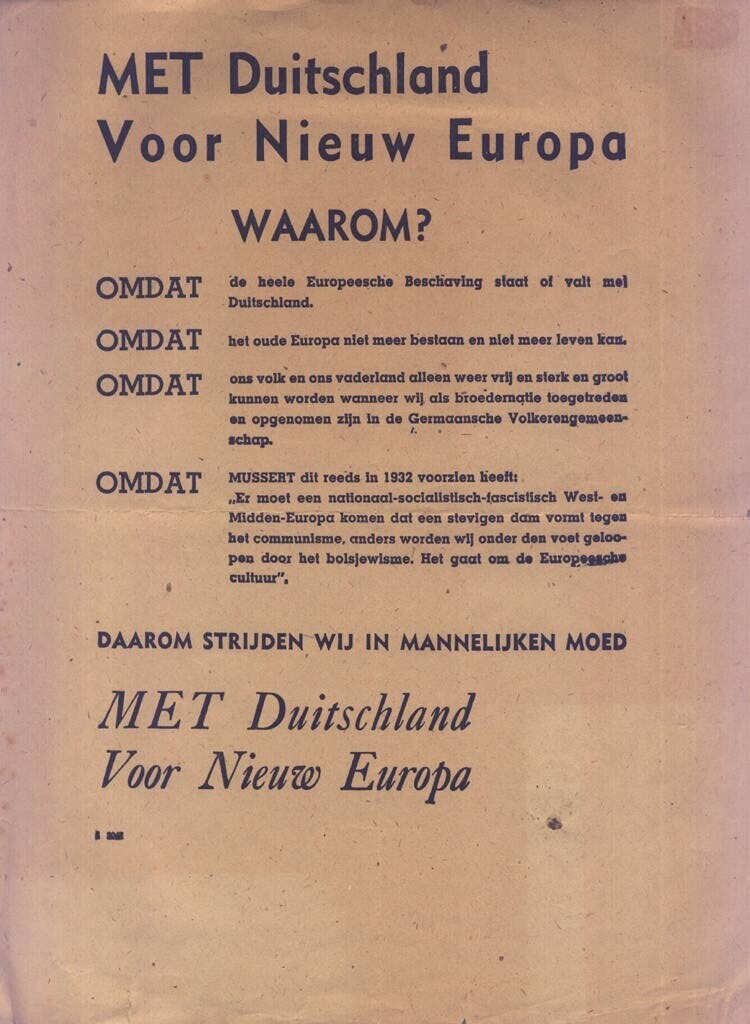 MET Duitschland
Voor Nieuw Europa
WAAROM?
OMDAT de heele Europeesche Beschaving staat of valt met
Duitschland.
OMDAT het oude Europa niet meer bestaan en niet meer leven kan.
OMDAT ons volk en ons vaderland alleen weer vrij en sterk en groot
kunnen worden wanneer wij als broedernatie toegetreden
en opgenomen zijn in de Germaansche Volkerengemeen-
schap.
OMDAT MUSSERT dit reeds in 1932 voorzien heeft:
„Er moet een nationaal-socialistisch-fascistisch West- en
Midden-Europa komen dat een stevigen dam vormt tegen
het communisme, anders worden wij onder den voet geloo-
pen door het bolsjewisme. Het gaat om de Europeesche
cultuur”.
DAAROM STRIJDEN WIJ IN MANNELIJKEN MOED
MET Duitschland
Voor Nieuw Europa